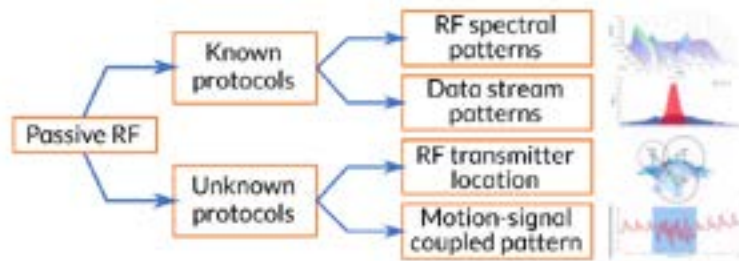 Passive RF
Known
protocols
Unknown
protocols
RF spectral
patterns
Data stream
patterns
RF transmitter
location
Motion-signal
coupled pattern